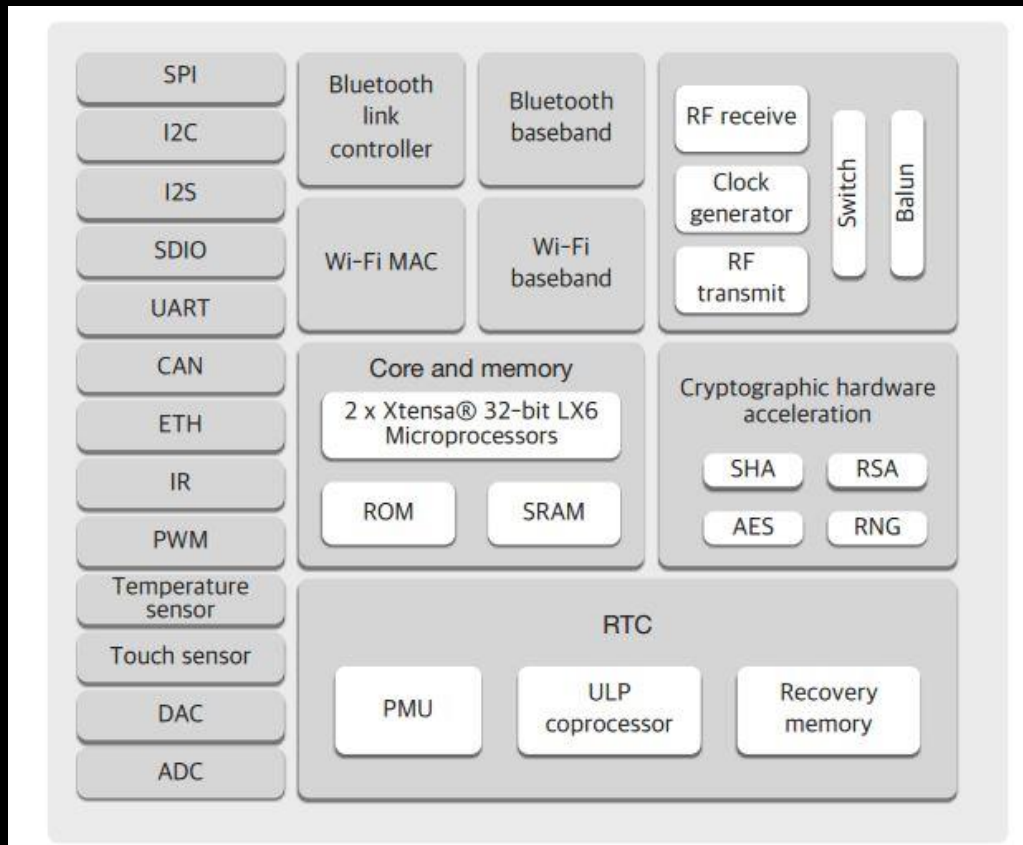 SPI
I2C
I2S
SDIO
UART
CAN
ETH
IR
PWM
Temperature
sensor
Touch sensor
DAC
ADC
Bluetooth
link
controller
Bluetooth
baseband
Wi-Fi MAC
Wi-Fi
baseband
RF receive
Clock
generator
RF
transmit
Switch
Balun
Core and memory
2 x Xtensa® 32-bit LX6
Microprocessors
ROM
SRAM
Cryptographic hardware
acceleration
SHA
RSA
AES
RNG
RTC
PMU
ULP
coprocessor
Recovery
memory